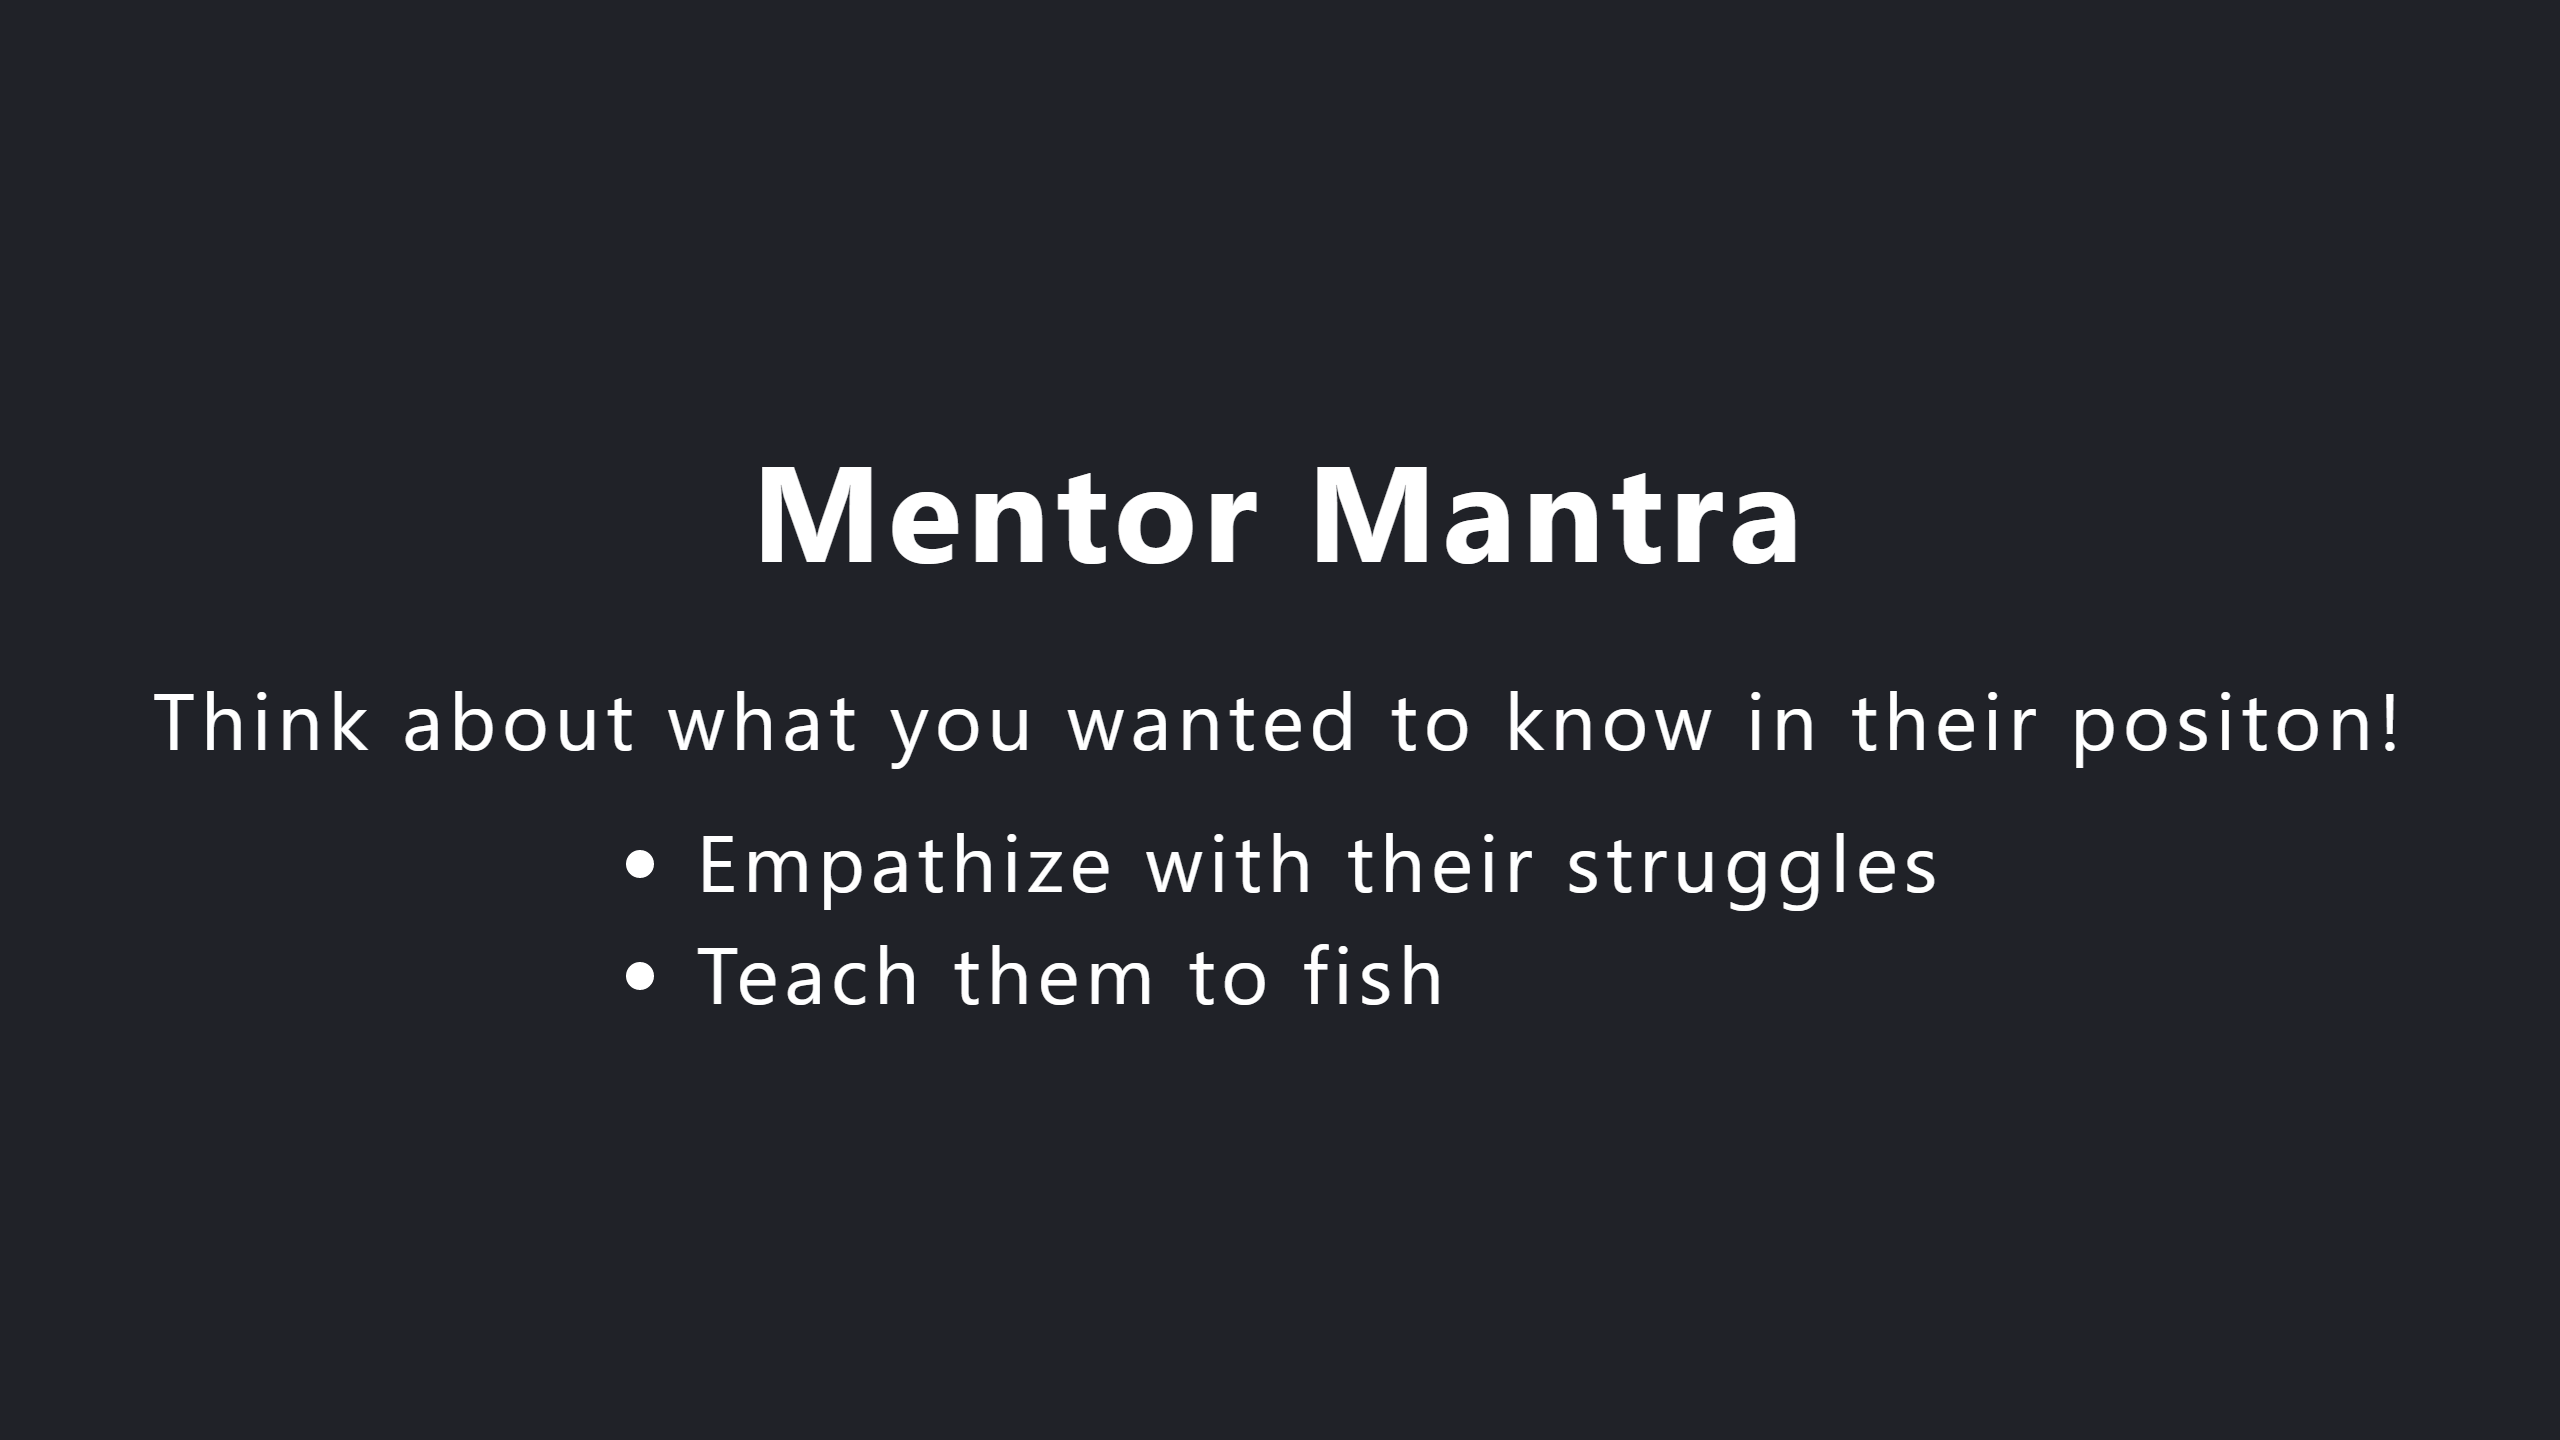 Mentor Mantra
Think about what you wanted to know in their positon!
• Empathize with their struggles
• Teach them to fish